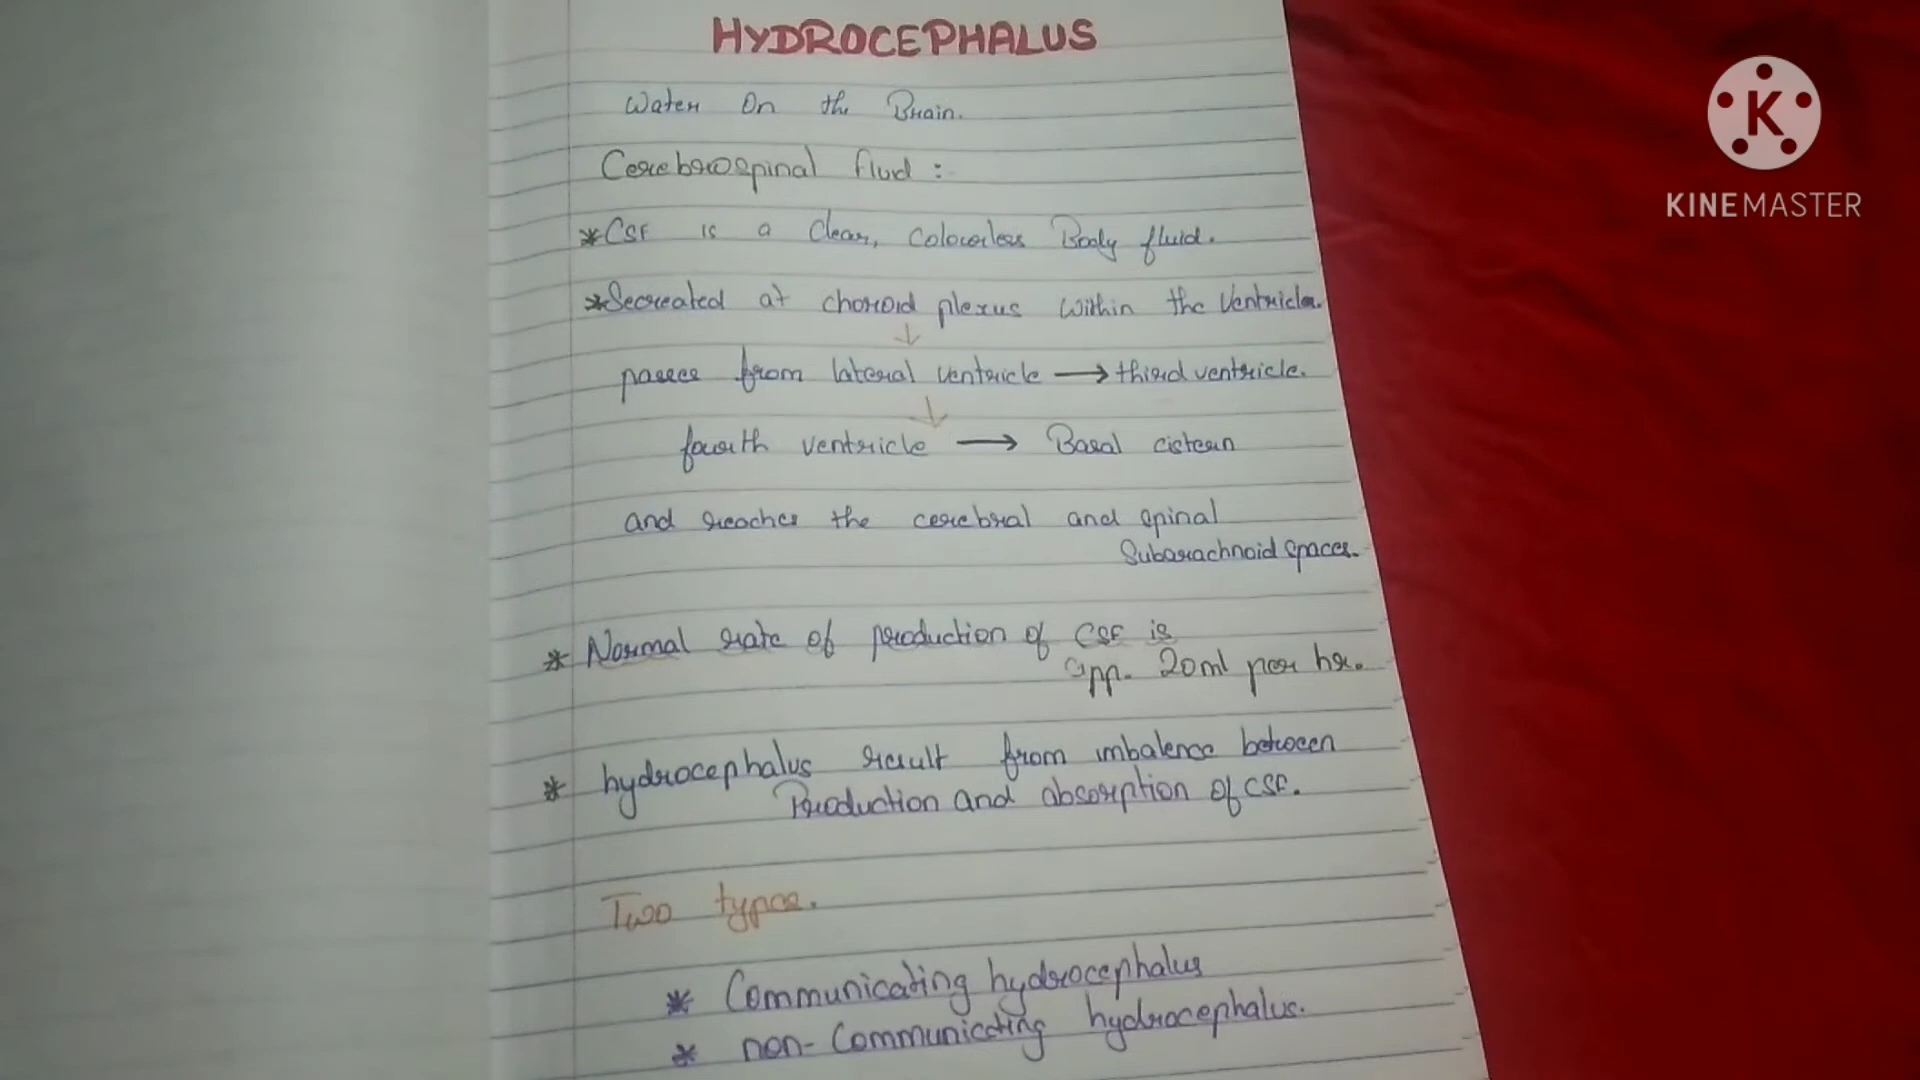 HYDROCEPHALUS
Water On the Brain.
Cerebrospinal fluid :-
*CSF is a clear, colourless Body fluid.
*Secreated at choroid plexus within the ventricles.
↓
passes from lateral ventricle → third ventricle.
↓
fourth ventricle → Basal cistern
and reaches the cerebral and spinal
Subarachnoid spaces.
* Normal rate of production of CSF is
app. 20ml per hr.
* hydrocephalus result from imbalence between
Production and absorption of CSF.
Two types.
* Communicating hydrocephalus
* non-Communicating hydrocephalus.
K
KINEMASTER